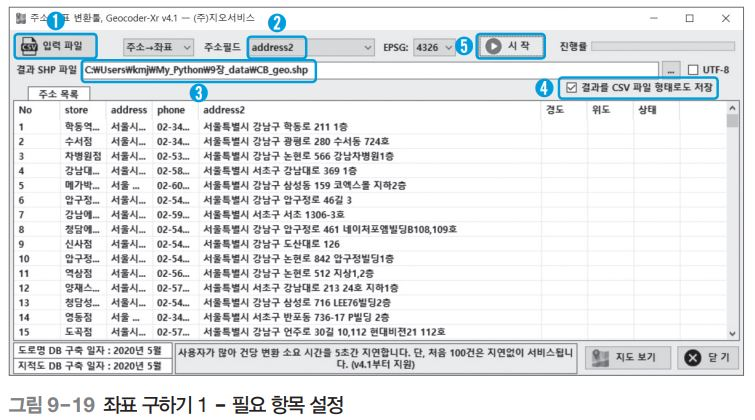 주소 좌표 변환툴, Geocoder-Xr v4.1 — (주)지오서비스
1 2
CSV 입력 파일 주소→좌표 주소필드 address2 EPSG: 4326 5 시 작 진행률
결과 SHP 파일 C:₩Users₩kmj₩My_Python₩9장_data₩CB_geo.shp ... UTF-8
3 4 결과를 CSV 파일 형태로도 저장
주소 목록
No store address phone address2 경도 위도 상태
1 학동역... 서울시... 02-34... 서울특별시 강남구 학동로 211 1층
2 수서점 서울시... 02-34... 서울특별시 강남구 광평로 280 수서동 724호
3 차병원점 서울시... 02-53... 서울특별시 강남구 논현로 566 강남차병원1층
4 강남대... 서울시... 02-58... 서울특별시 서초구 강남대로 369 1층
5 메가박... 서울 ... 02-60... 서울특별시 강남구 삼성동 159 코엑스몰 지하2층
6 압구정... 서울시... 02-54... 서울특별시 강남구 압구정로 46길 3
7 강남에... 서울시... 02-59... 서울특별시 서초구 서초 1306-3호
8 청담에... 서울시... 02-54... 서울특별시 강남구 압구정로 461 네이처포엠빌딩B108,109호
9 신사점 서울시... 02-54... 서울특별시 강남구 도산대로 126
10 압구정... 서울시... 02-54... 서울특별시 강남구 논현로 842 압구정빌딩1층
11 역삼점 서울시... 02-56... 서울특별시 강남구 논현로 512 지상1,2층
12 양재스... 서울시... 02-57... 서울특별시 서초구 강남대로 213 24호 지하1층
13 청담성... 서울시... 02-54... 서울특별시 강남구 삼성로 716 LEE76빌딩2층
14 영동점 서울 ... 02-34... 서울특별시 서초구 반포동 736-17 P빌딩 2층
15 도곡점 서울시... 02-57... 서울특별시 강남구 언주로 30길 10,112 현대비젼21 112호
도로명 DB 구축 일자 : 2020년 5월
지적도 DB 구축 일자 : 2020년 5월
사용자가 많아 건당 변환 소요 시간을 5초간 지연합니다. 단, 처음 100건은 지연없이 서비스됩니
다. (v4.1부터 지원)
지도 보기 닫 기
그림 9-19 좌표 구하기 1 - 필요 항목 설정